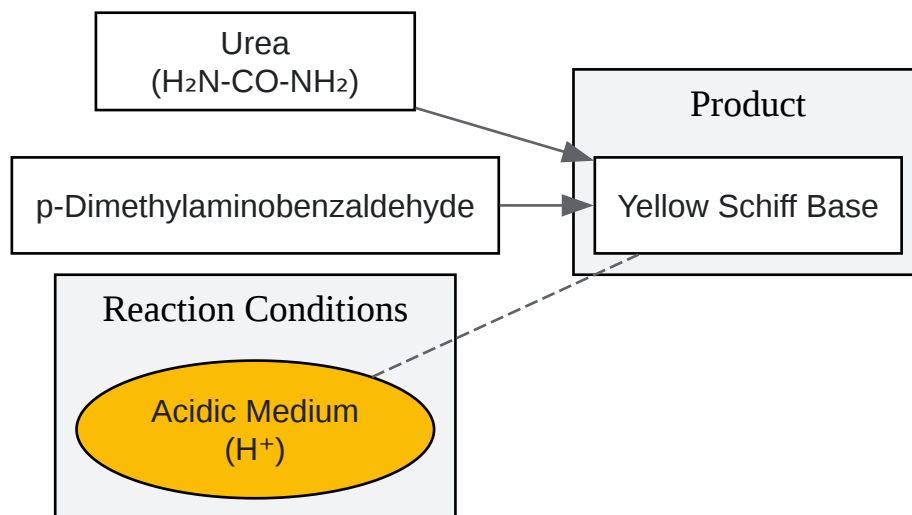 Urea
(H₂N-CO-NH₂)
Product
p-Dimethylaminobenzaldehyde
Yellow Schiff Base
Reaction Conditions
Acidic Medium
(H⁺)